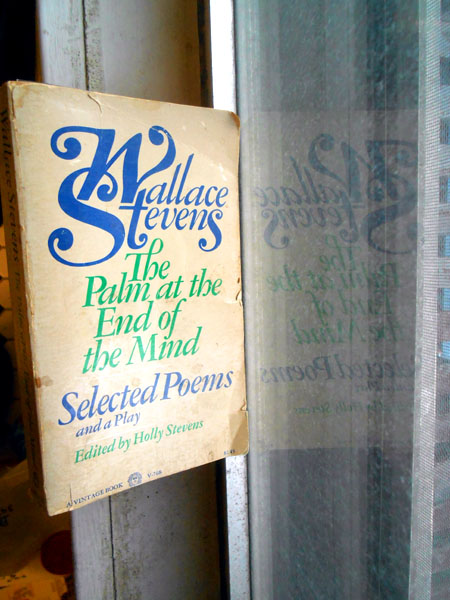 Wallace
Stevens
The
Palm at the
End of
the Mind
Selected Poems
and a Play
Edited by Holly Stevens
A VINTAGE BOOK